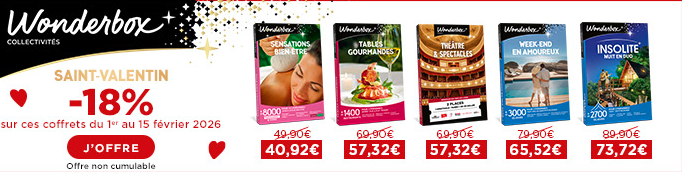 Wonderbox
COLLECTIVITÉS
SAINT-VALENTIN
-18%
sur ces coffrets du 1er au 15 février 2026
J'OFFRE
Offre non cumulable
Wonderbox
SENSATIONS
BIEN-ÊTRE
8000
49,90€
40,92€
Wonderbox
TABLES
GOURMANDES
1400
69,90€
57,32€
Wonderbox
THÉÂTRE
& SPECTACLES
2 PLACES
69,90€
57,32€
Wonderbox
WEEK-END
EN AMOUREUX
3000
79,90€
65,52€
Wonderbox
INSOLITE
NUIT EN DUO
2700
89,90€
73,72€